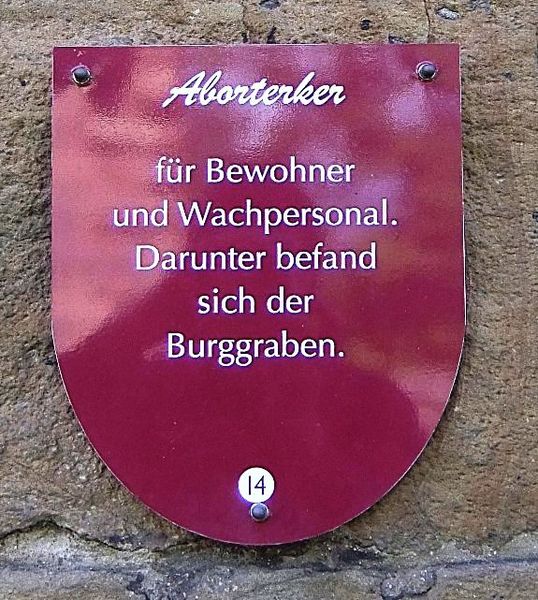 Aborterker
für Bewohner
und Wachpersonal.
Darunter befand
sich der
Burggraben.
14